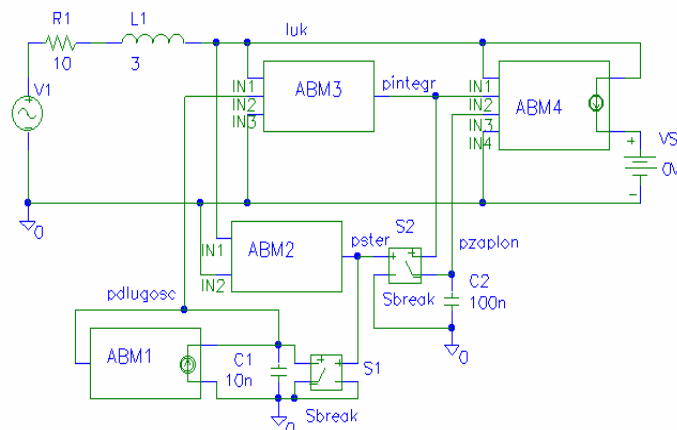 R1
L1
luk
10
3
V1
IN1
IN2
IN3
ABM3
pintegr
IN1
IN2
IN3
IN4
ABM4
+
VS
0V
-
0
IN1
IN2
ABM2
pster
S2
+ +
Sbreak
pzaplon
C2
100n
0
pdlugosc
ABM1
C1
10n
+ +
S1
Sbreak
0